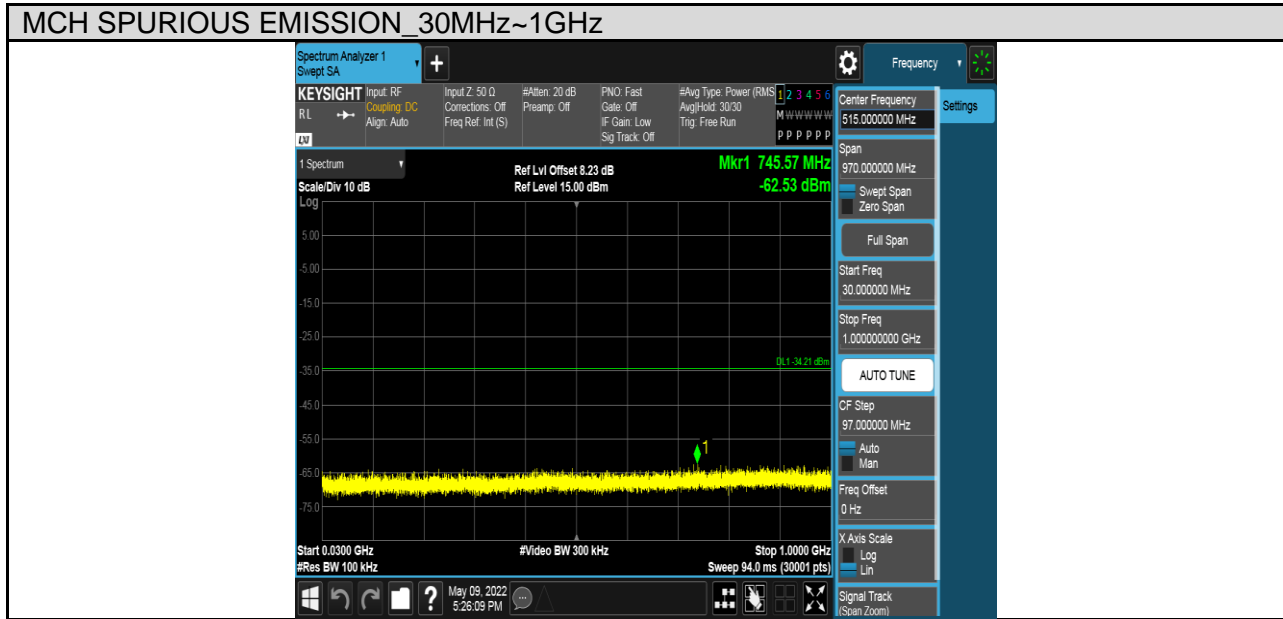 MCH SPURIOUS EMISSION_30MHz~1GHz
Spectrum Analyzer 1
Swept SA
+
Frequency
KEYSIGHT
RL
LXI
Input: RF
Coupling: DC
Align: Auto
Input Z: 50 Ω
Corrections: Off
Freq Ref: Int (S)
#Atten: 20 dB
Preamp: Off
PNO: Fast
Gate: Off
IF Gain: Low
Sig Track: Off
#Avg Type: Power (RMS
Avg|Hold: 30/30
Trig: Free Run
1 2 3 4 5 6
M W W W W W
P P P P P P
1 Spectrum
Scale/Div 10 dB
Log
Ref Lvl Offset 8.23 dB
Ref Level 15.00 dBm
Mkr1 745.57 MHz
-62.53 dBm
5.00
-5.00
-15.0
-25.0
DL1 -34.21 dBm
-35.0
-45.0
-55.0
1
-65.0
-75.0
Start 0.0300 GHz
#Res BW 100 kHz
#Video BW 300 kHz
Stop 1.0000 GHz
Sweep 94.0 ms (30001 pts)
?
May 09, 2022
5:26:09 PM
Center Frequency
515.000000 MHz
Settings
Span
970.000000 MHz
Swept Span
Zero Span
Full Span
Start Freq
30.000000 MHz
Stop Freq
1.000000000 GHz
AUTO TUNE
CF Step
97.000000 MHz
Auto
Man
Freq Offset
0 Hz
X Axis Scale
Log
Lin
Signal Track
(Span Zoom)